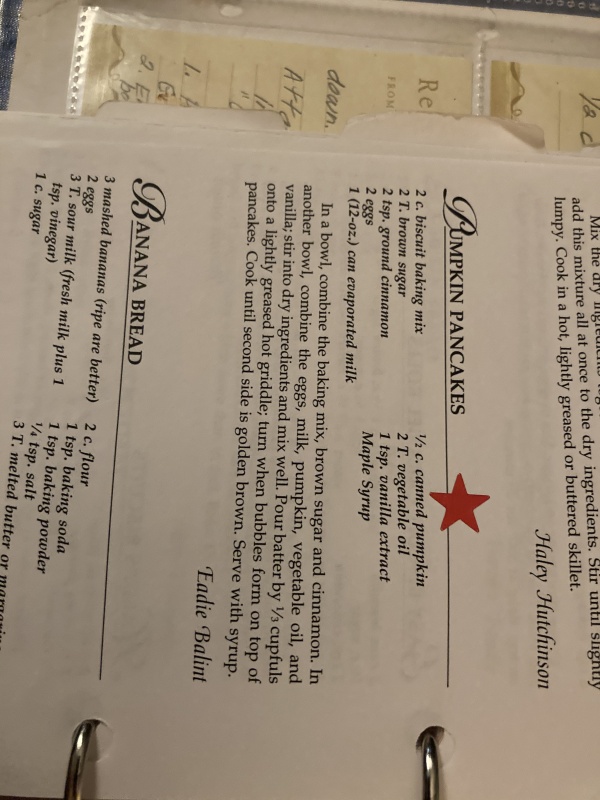 Mix the dry
add this mixture all at once to the dry ingredients. Stir until slightly
lumpy. Cook in a hot, lightly greased or buttered skillet.
Haley Hutchinson
PUMPKIN PANCAKES
2 c. biscuit baking mix
2 T. brown sugar
2 tsp. ground cinnamon
2 eggs
1 (12-oz.) can evaporated milk
½ c. canned pumpkin
2 T. vegetable oil
1 tsp. vanilla extract
Maple Syrup
In a bowl, combine the baking mix, brown sugar and cinnamon. In
another bowl, combine the eggs, milk, pumpkin, vegetable oil, and
vanilla; stir into dry ingredients and mix well. Pour batter by ⅓ cupfuls
onto a lightly greased hot griddle; turn when bubbles form on top of
pancakes. Cook until second side is golden brown. Serve with syrup.
Eadie Balint
BANANA BREAD
3 mashed bananas (ripe are better)
2 eggs
3 T. sour milk (fresh milk plus 1
tsp. vinegar)
1 c. sugar
2 c. flour
1 tsp. baking soda
1 tsp. baking powder
¼ tsp. salt
3 T. melted butter or
Re
FROM
down.
1.
2.
½ c